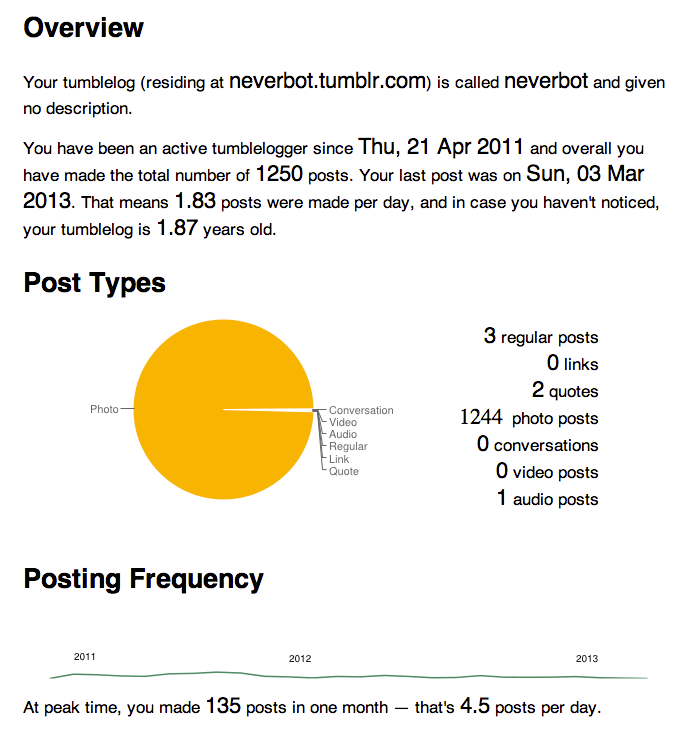 Overview
Your tumblelog (residing at neverbot.tumblr.com) is called neverbot and given
no description.
You have been an active tumblelogger since Thu, 21 Apr 2011 and overall you
have made the total number of 1250 posts. Your last post was on Sun, 03 Mar
2013. That means 1.83 posts were made per day, and in case you haven't noticed,
your tumblelog is 1.87 years old.
Post Types
Photo
Conversation
Video
Audio
Regular
Link
Quote
3 regular posts
0 links
2 quotes
1244 photo posts
0 conversations
0 video posts
1 audio posts
Posting Frequency
2011 2012 2013
At peak time, you made 135 posts in one month — that's 4.5 posts per day.